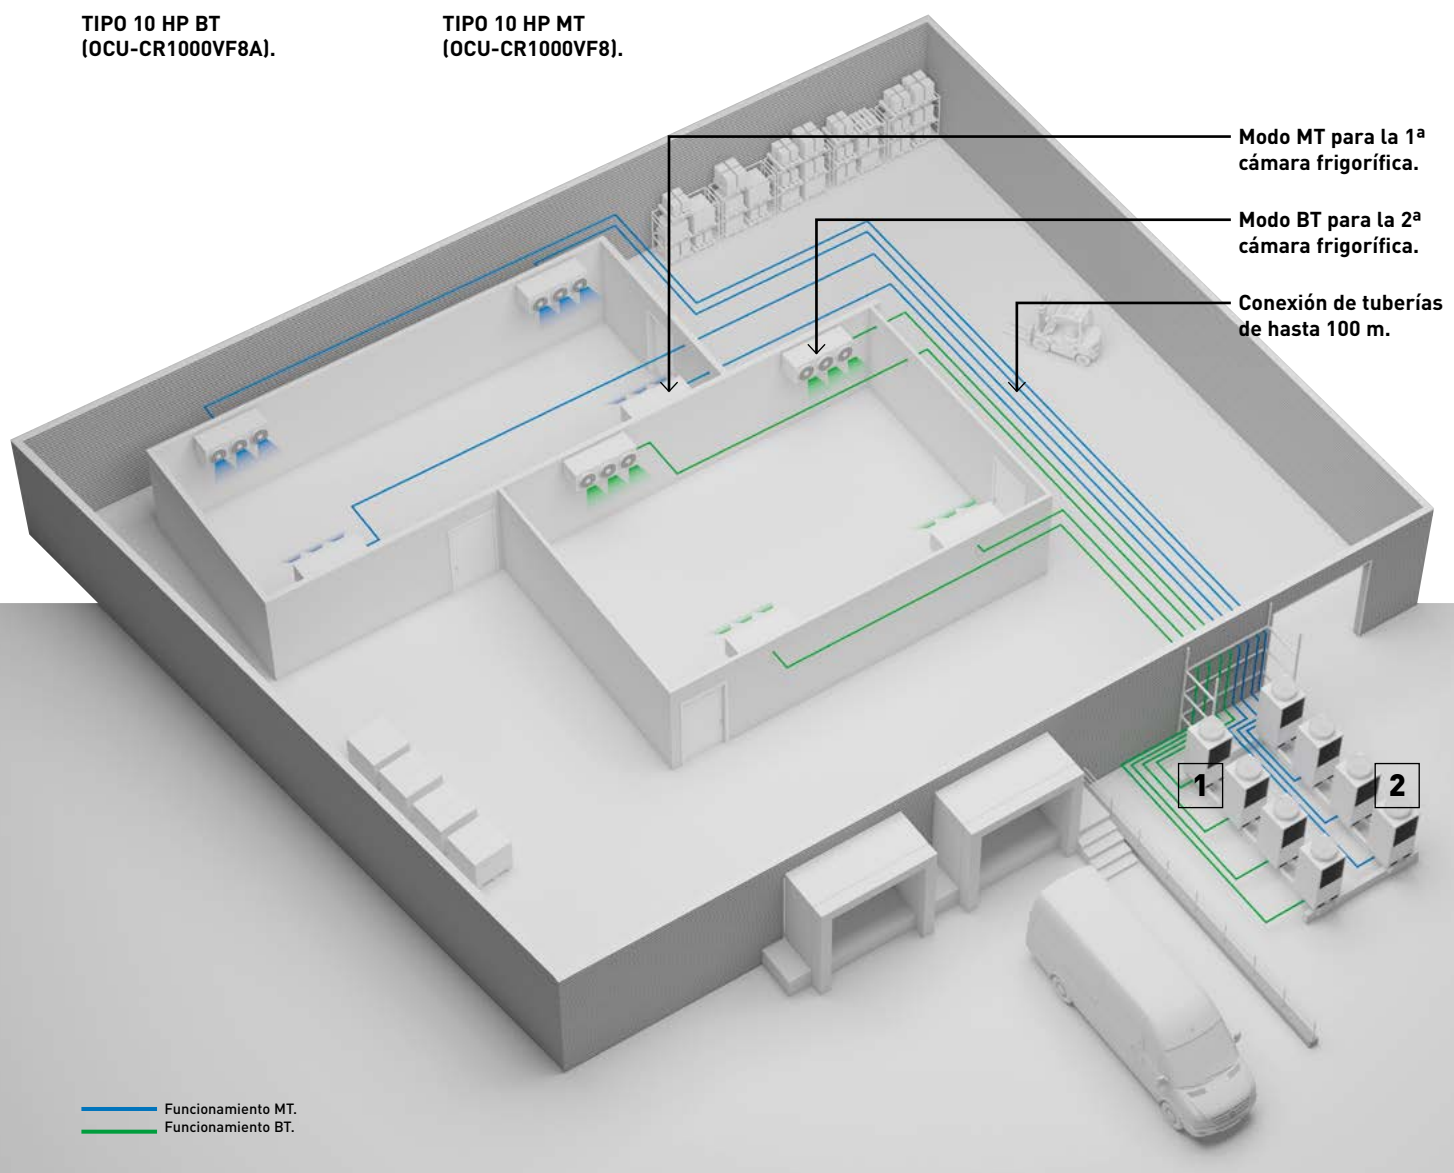 TIPO 10 HP BT
(OCU-CR1000VF8A).
TIPO 10 HP MT
(OCU-CR1000VF8).
Modo MT para la 1ª
cámara frigorífica.
Modo BT para la 2ª
cámara frigorífica.
Conexión de tuberías
de hasta 100 m.
1
2
Funcionamiento MT.
Funcionamiento BT.